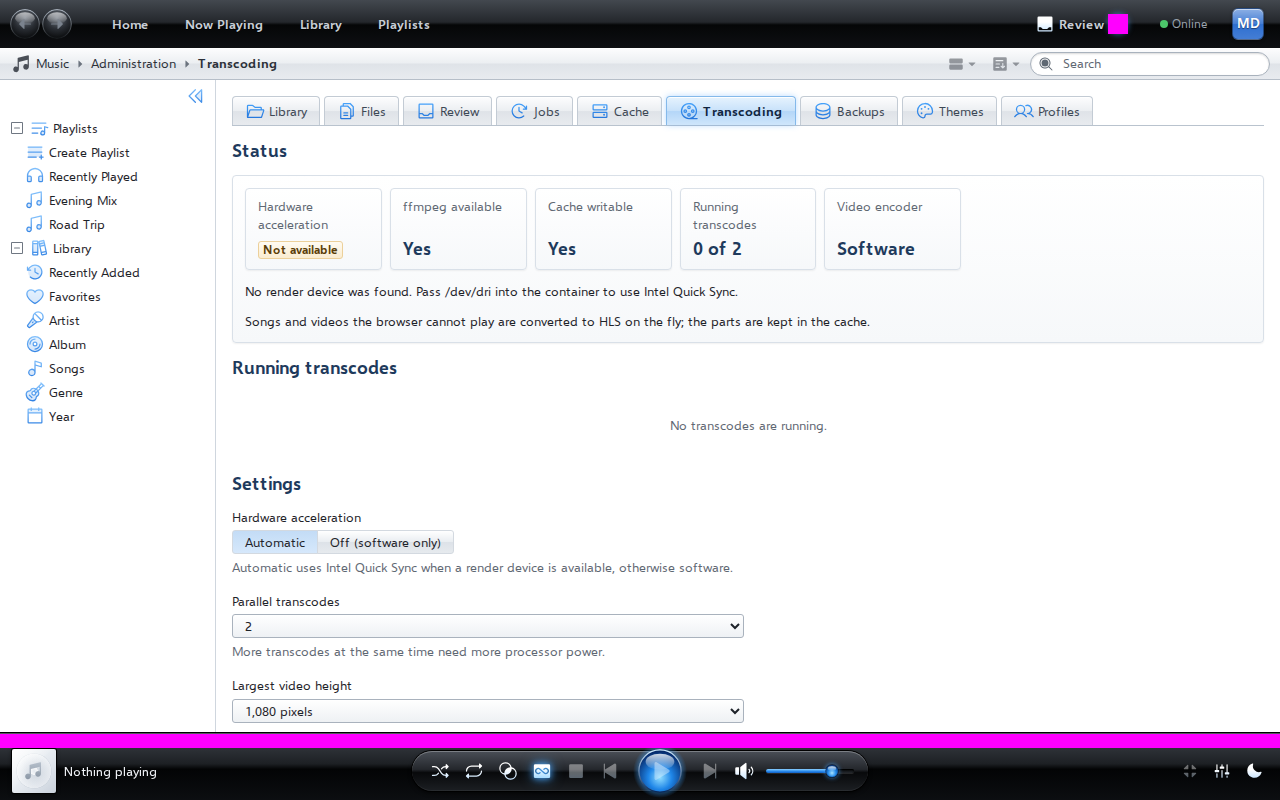 Home
Now Playing
Library
Playlists
Review
Online
MD
Music
Administration
Transcoding
Search
Library
Files
Review
Jobs
Cache
Transcoding
Backups
Themes
Profiles
Playlists
Create Playlist
Recently Played
Evening Mix
Road Trip
Library
Recently Added
Favorites
Artist
Album
Songs
Genre
Year
Status
Hardware
acceleration
Not available
ffmpeg available
Yes
Cache writable
Yes
Running
transcodes
0 of 2
Video encoder
Software
No render device was found. Pass /dev/dri into the container to use Intel Quick Sync.
Songs and videos the browser cannot play are converted to HLS on the fly; the parts are kept in the cache.
Running transcodes
No transcodes are running.
Settings
Hardware acceleration
Automatic
Off (software only)
Automatic uses Intel Quick Sync when a render device is available, otherwise software.
Parallel transcodes
2
More transcodes at the same time need more processor power.
Largest video height
1,080 pixels
Nothing playing